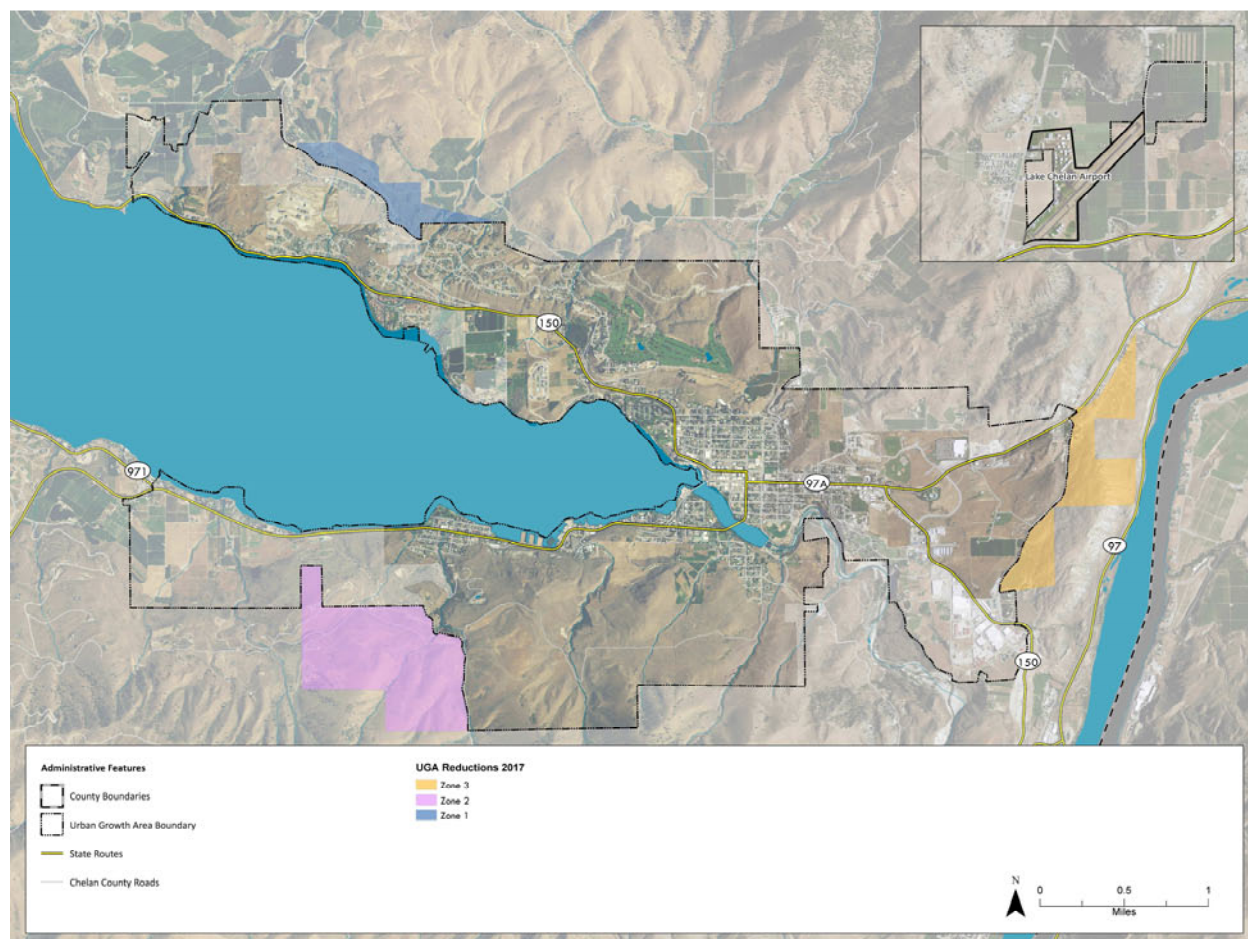 Lake Chelan Airport
150
971
97A
97
150
Administrative Features
County Boundaries
Urban Growth Area Boundary
State Routes
Chelan County Roads
UGA Reductions 2017
Zone 3
Zone 2
Zone 1
N
0 0.5 1
Miles